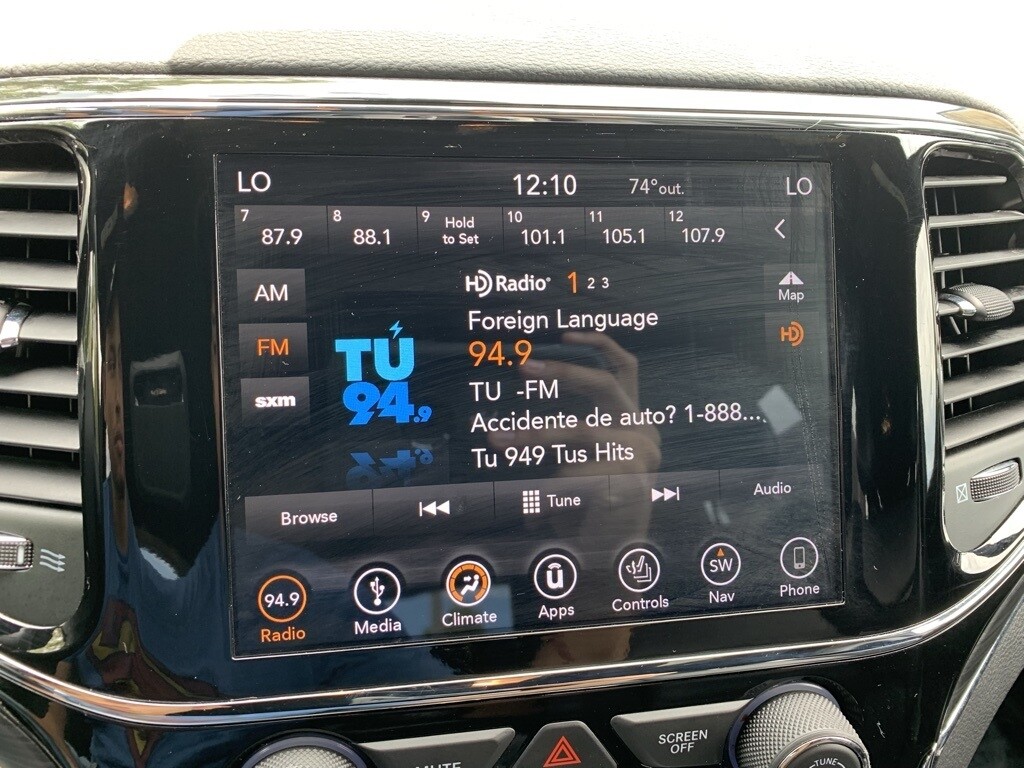 LO 12:10 74°out. LO
7 87.9 8 88.1 9 Hold to Set 10 101.1 11 105.1 12 107.9
HD Radio 1 2 3
AM
Map
Foreign Language
FM
94.9
HD
TU 94.9
TU -FM
sxm
Accidente de auto? 1-888...
Tu 949 Tus Hits
Browse Tune Audio
94.9 SW
Radio Media Climate Apps Controls Nav Phone
MUTE SCREEN OFF TUNE